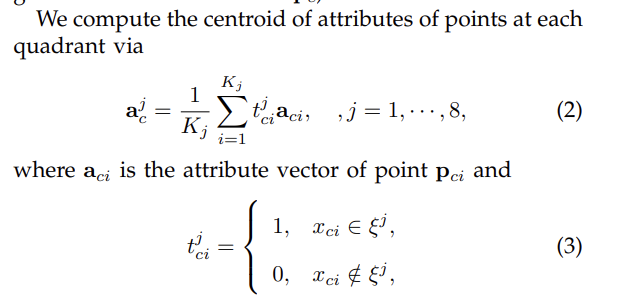 We compute the centroid of attributes of points at each
quadrant via
$$\mathbf{a}_c^j = \frac{1}{K_j} \sum_{i=1}^{K_j} t_{ci}^j \mathbf{a}_{ci}, \quad , j = 1, \cdots, 8, \quad (2)$$
where $\mathbf{a}_{ci}$ is the attribute vector of point $\mathbf{p}_{ci}$ and
$$t_{ci}^j = \begin{cases} 1, & x_{ci} \in \xi^j, \\ 0, & x_{ci} \notin \xi^j, \end{cases} \quad (3)$$